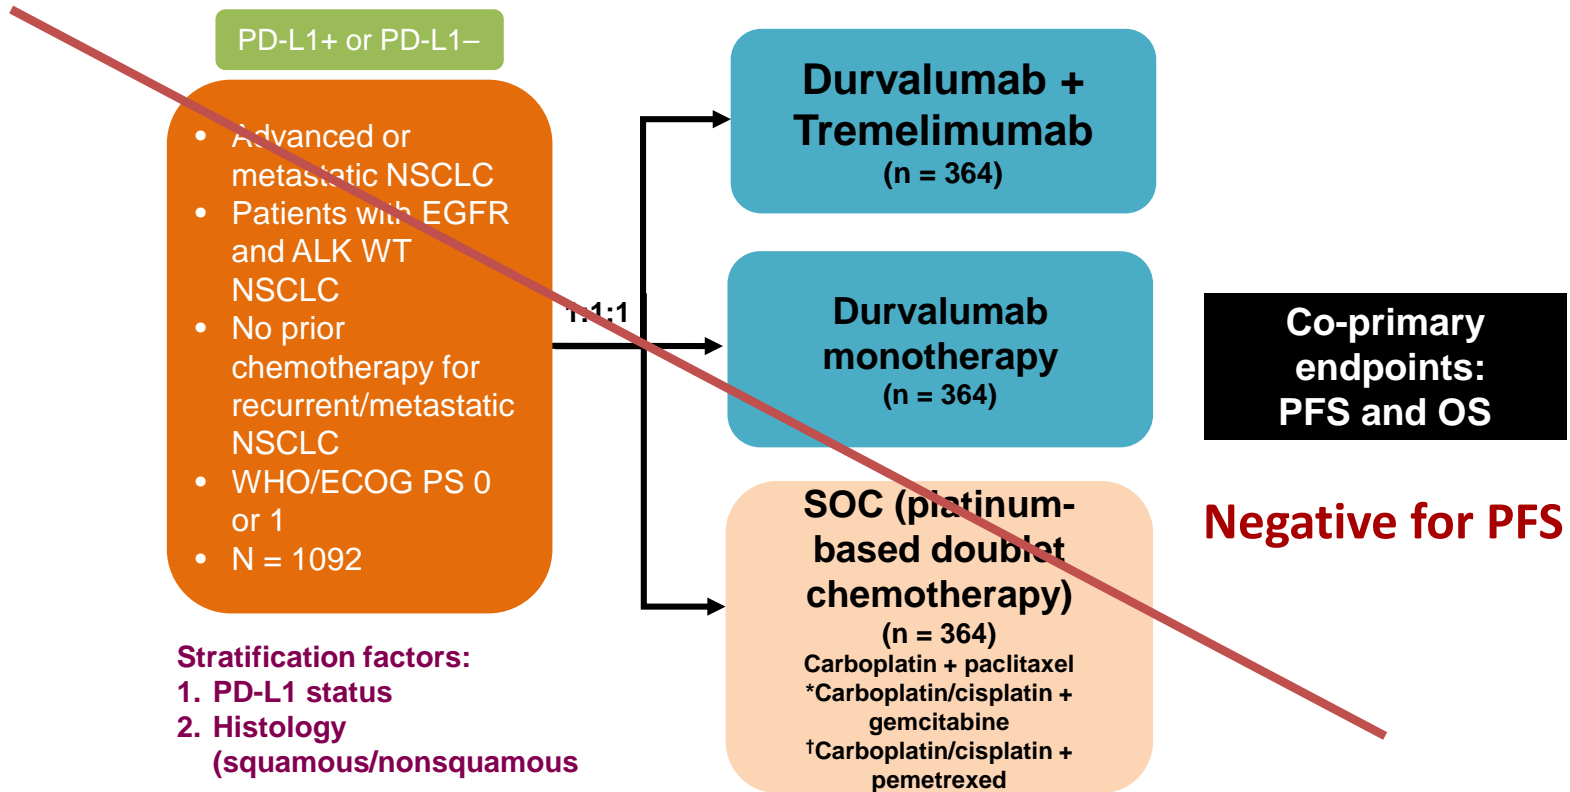 PD-L1+ or PD-L1–
• Advanced or
metastatic NSCLC
• Patients with EGFR
and ALK WT
NSCLC
• No prior
chemotherapy for
recurrent/metastatic
NSCLC
• WHO/ECOG PS 0
or 1
• N = 1092
Stratification factors:
1. PD-L1 status
2. Histology
(squamous/nonsquamous
1:1:1
Durvalumab +
Tremelimumab
(n = 364)
Durvalumab
monotherapy
(n = 364)
SOC (platinum-
based doublet
chemotherapy)
(n = 364)
Carboplatin + paclitaxel
*Carboplatin/cisplatin +
gemcitabine
†Carboplatin/cisplatin +
pemetrexed
Co-primary
endpoints:
PFS and OS
Negative for PFS